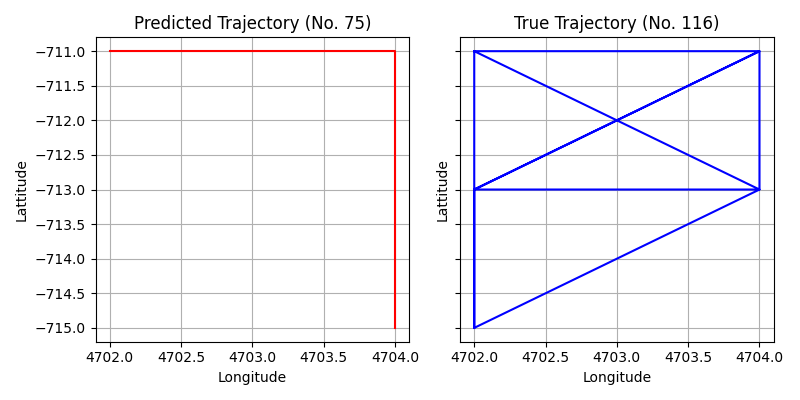 Predicted Trajectory (No. 75)
True Trajectory (No. 116)
−711.0
−711.5
−712.0
−712.5
−713.0
−713.5
−714.0
−714.5
−715.0
Lattitude
Lattitude
4702.0 4702.5 4703.0 4703.5 4704.0
4702.0 4702.5 4703.0 4703.5 4704.0
Longitude
Longitude